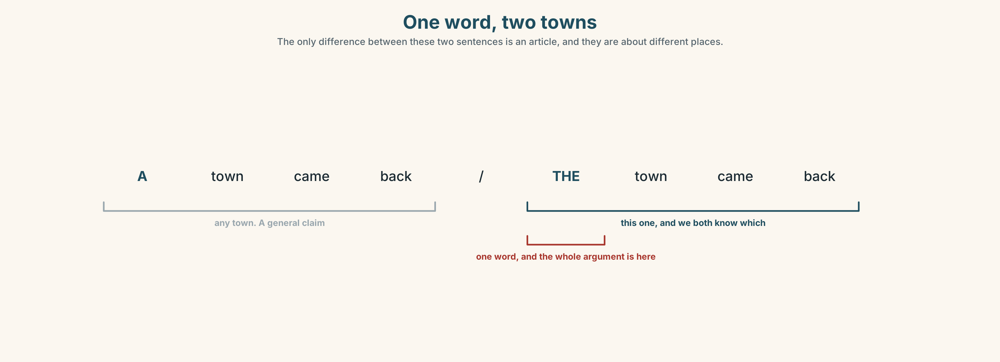 One word, two towns
The only difference between these two sentences is an article, and they are about different places.
A town came back / THE town came back
any town. A general claim
this one, and we both know which
one word, and the whole argument is here